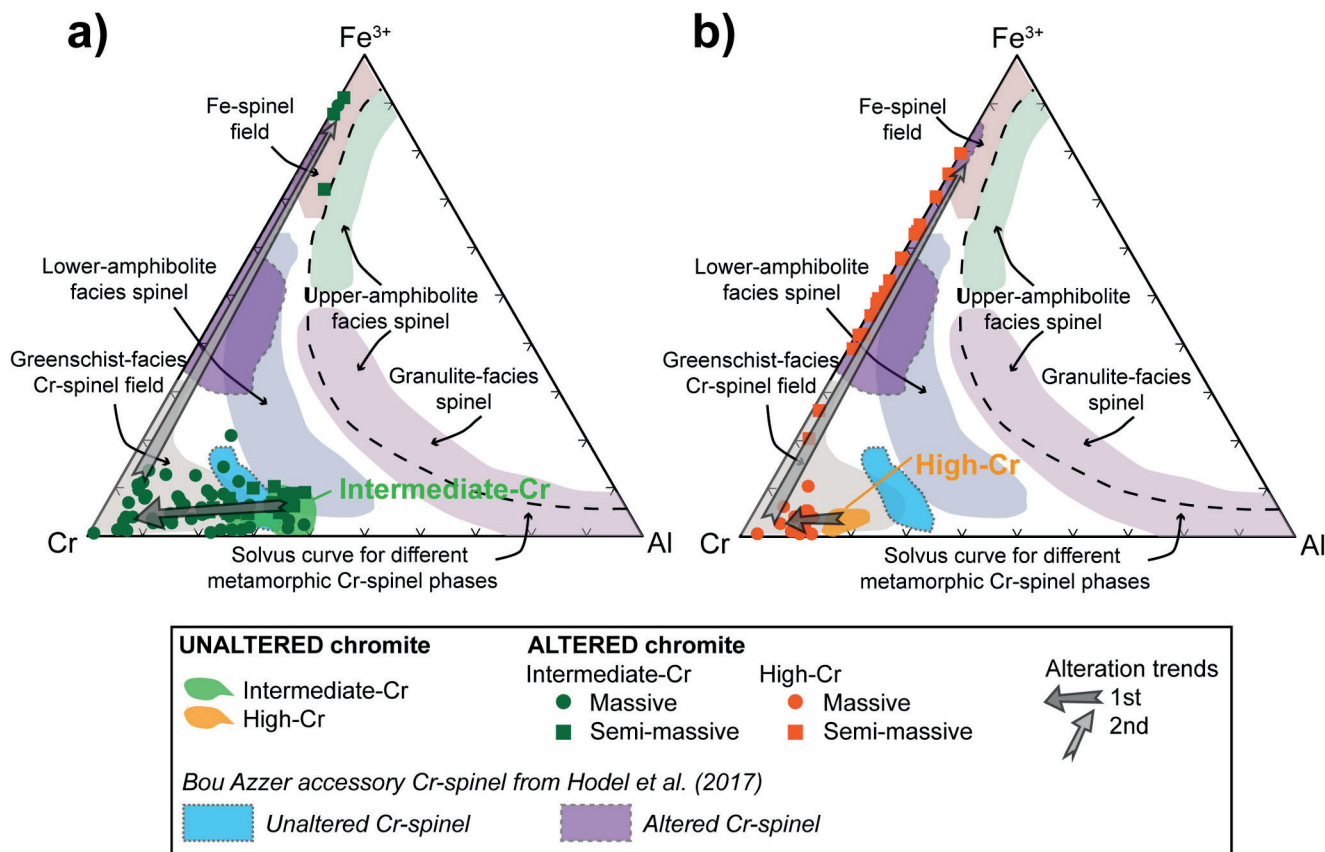 a)
Fe3+
Fe-spinel
field
Lower-amphibolite
facies spinel
Upper-amphibolite
facies spinel
Greenschist-facies
Cr-spinel field
Granulite-facies
spinel
Intermediate-Cr
Cr
Al
Solvus curve for different
metamorphic Cr-spinel phases
b)
Fe3+
Fe-spinel
field
Lower-amphibolite
facies spinel
Upper-amphibolite
facies spinel
Greenschist-facies
Cr-spinel field
Granulite-facies
spinel
High-Cr
Cr
Al
Solvus curve for different
metamorphic Cr-spinel phases
UNALTERED chromite
Intermediate-Cr
High-Cr
ALTERED chromite
Intermediate-Cr
Massive
Semi-massive
High-Cr
Massive
Semi-massive
Alteration trends
1st
2nd
Bou Azzer accessory Cr-spinel from Hodel et al. (2017)
Unaltered Cr-spinel
Altered Cr-spinel